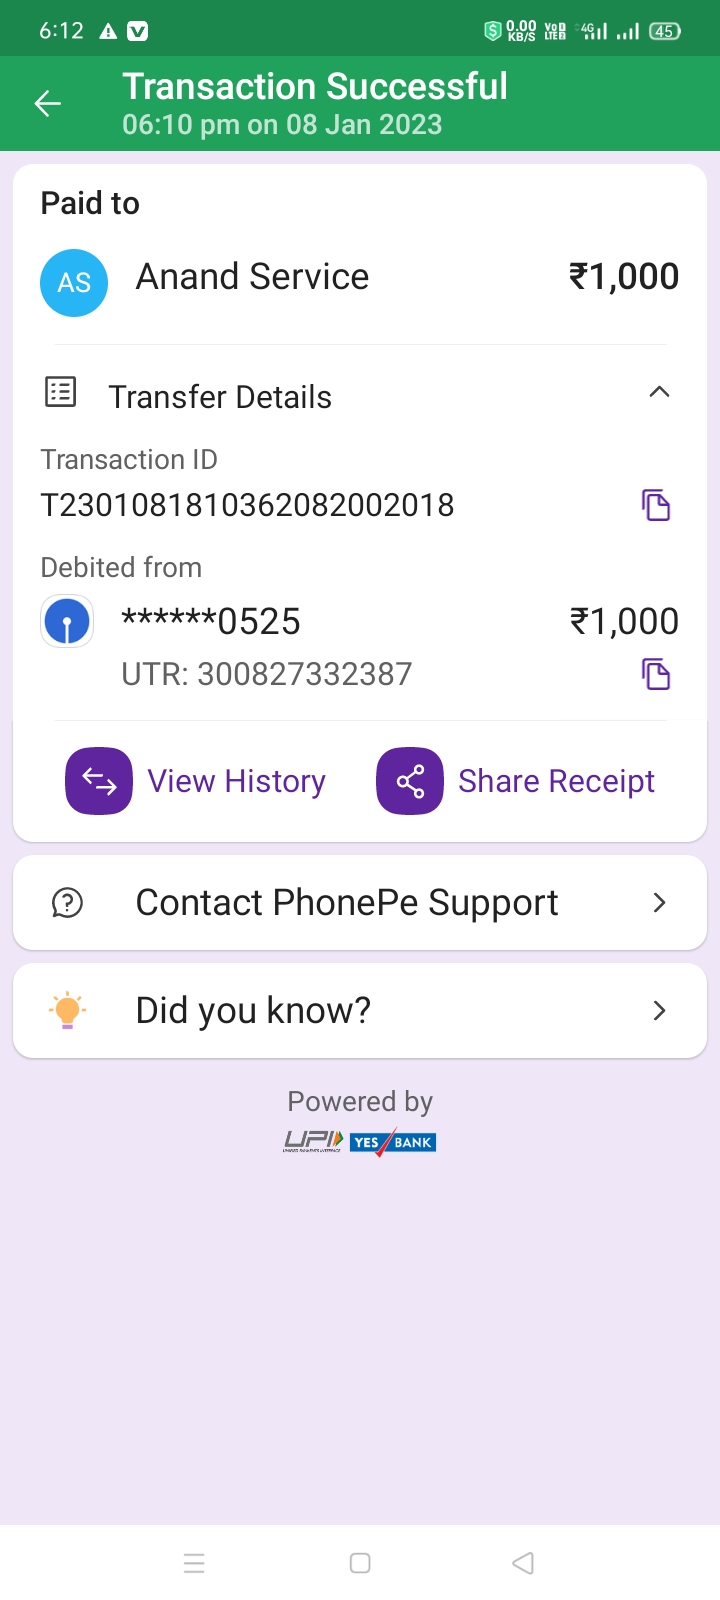 6:12
0.00 KB/S
4G
45
Transaction Successful
06:10 pm on 08 Jan 2023
Paid to
AS
Anand Service
₹1,000
Transfer Details
Transaction ID
T2301081810362082002018
Debited from
******0525
₹1,000
UTR: 300827332387
View History
Share Receipt
Contact PhonePe Support
Did you know?
Powered by
UPI
YES BANK